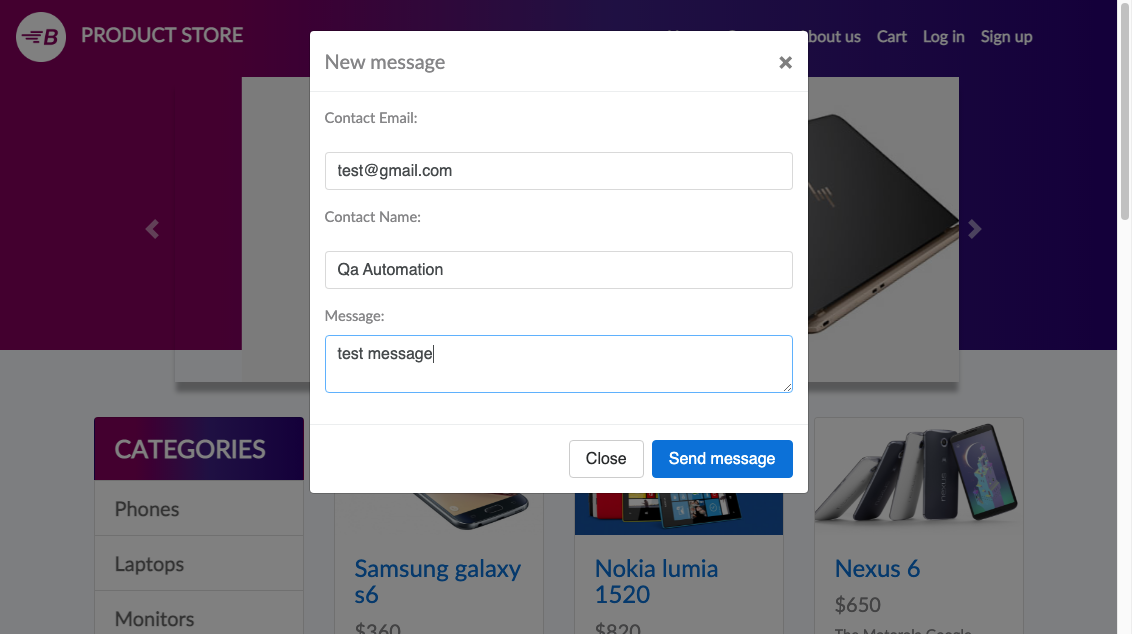 B PRODUCT STORE
About us Cart Log in Sign up
New message
×
Contact Email:
test@gmail.com
Contact Name:
Qa Automation
Message:
test message
Close
Send message
CATEGORIES
Phones
Laptops
Monitors
Samsung galaxy
s6
$360
Nokia lumia
1520
$820
Nexus 6
$650
The Motorola Google